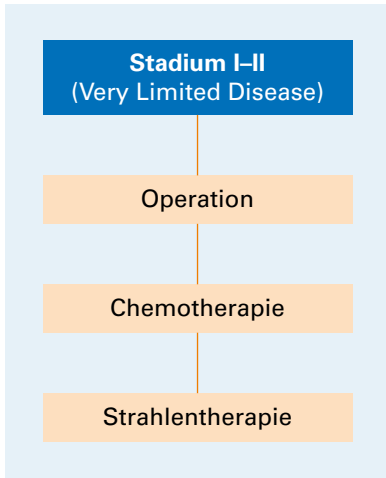 Stadium I–II
(Very Limited Disease)
Operation
Chemotherapie
Strahlentherapie